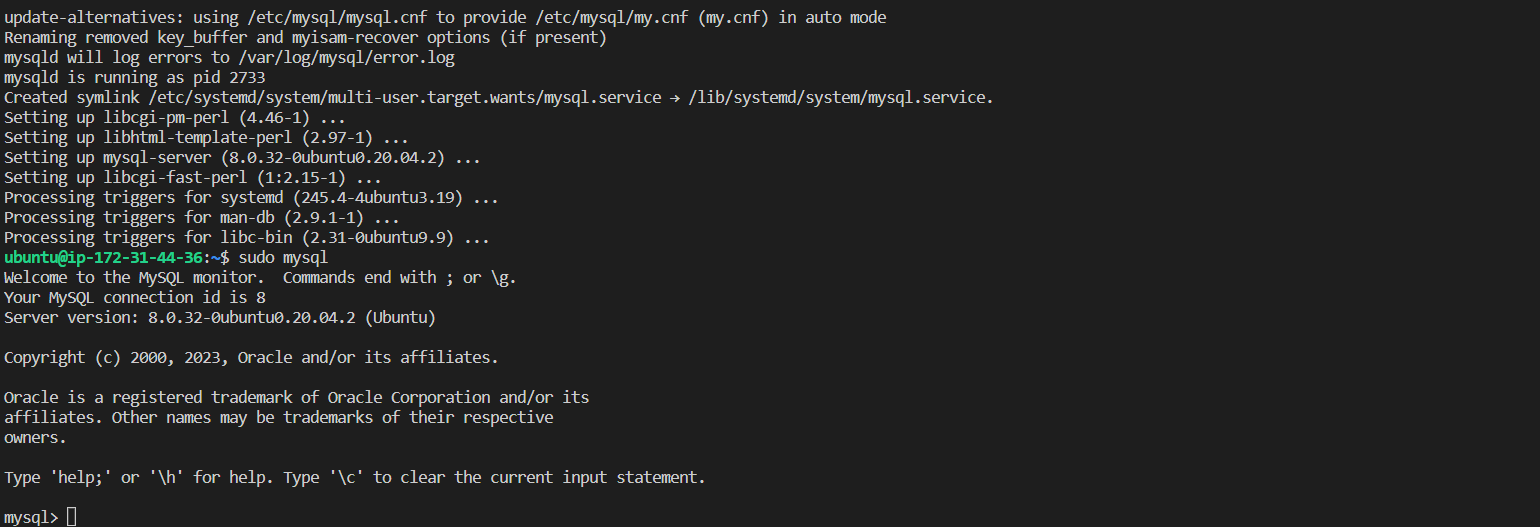 update-alternatives: using /etc/mysql/mysql.cnf to provide /etc/mysql/my.cnf (my.cnf) in auto mode
Renaming removed key_buffer and myisam-recover options (if present)
mysqld will log errors to /var/log/mysql/error.log
mysqld is running as pid 2733
Created symlink /etc/systemd/system/multi-user.target.wants/mysql.service → /lib/systemd/system/mysql.service.
Setting up libcgi-pm-perl (4.46-1) ...
Setting up libhtml-template-perl (2.97-1) ...
Setting up mysql-server (8.0.32-0ubuntu0.20.04.2) ...
Setting up libcgi-fast-perl (1:2.15-1) ...
Processing triggers for systemd (245.4-4ubuntu3.19) ...
Processing triggers for man-db (2.9.1-1) ...
Processing triggers for libc-bin (2.31-0ubuntu9.9) ...
ubuntu@ip-172-31-44-36:~$ sudo mysql
Welcome to the MySQL monitor.  Commands end with ; or \g.
Your MySQL connection id is 8
Server version: 8.0.32-0ubuntu0.20.04.2 (Ubuntu)

Copyright (c) 2000, 2023, Oracle and/or its affiliates.

Oracle is a registered trademark of Oracle Corporation and/or its
affiliates. Other names may be trademarks of their respective
owners.

Type 'help;' or '\h' for help. Type '\c' to clear the current input statement.

mysql>